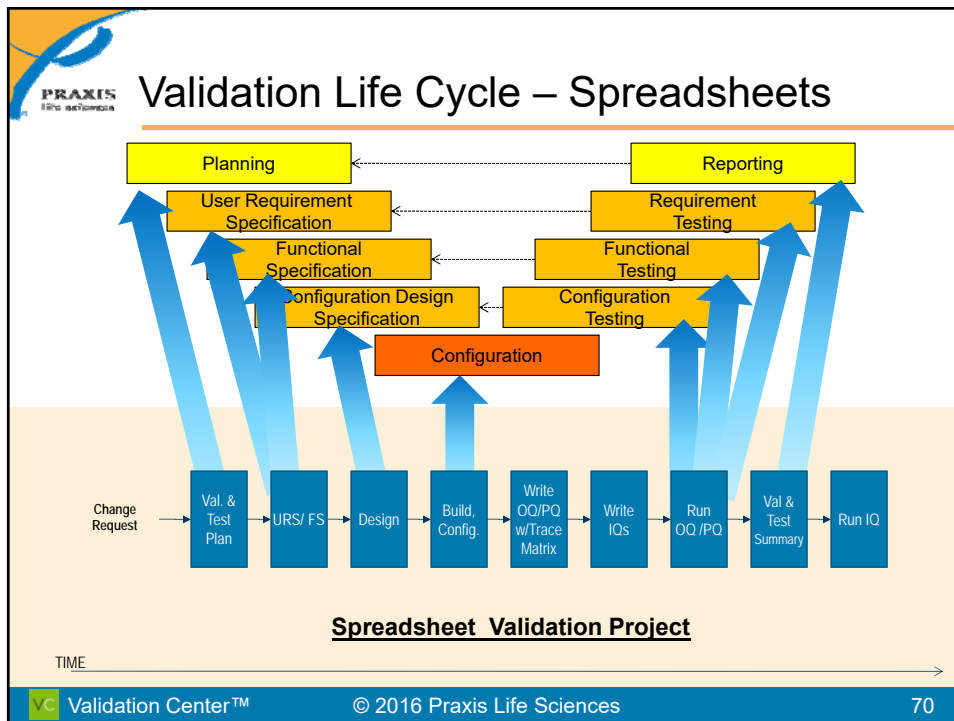 PRAXIS
life sciences
Validation Life Cycle – Spreadsheets
Planning
Reporting
User Requirement
Specification
Requirement
Testing
Functional
Specification
Functional
Testing
Configuration Design
Specification
Configuration
Testing
Configuration
Change
Request
Val. &
Test
Plan
URS/ FS
Design
Build,
Config.
Write
OQ/PQ
w/Trace
Matrix
Write
IQs
Run
OQ /PQ
Val &
Test
Summary
Run IQ
Spreadsheet Validation Project
TIME
VC Validation Center™ © 2016 Praxis Life Sciences 70